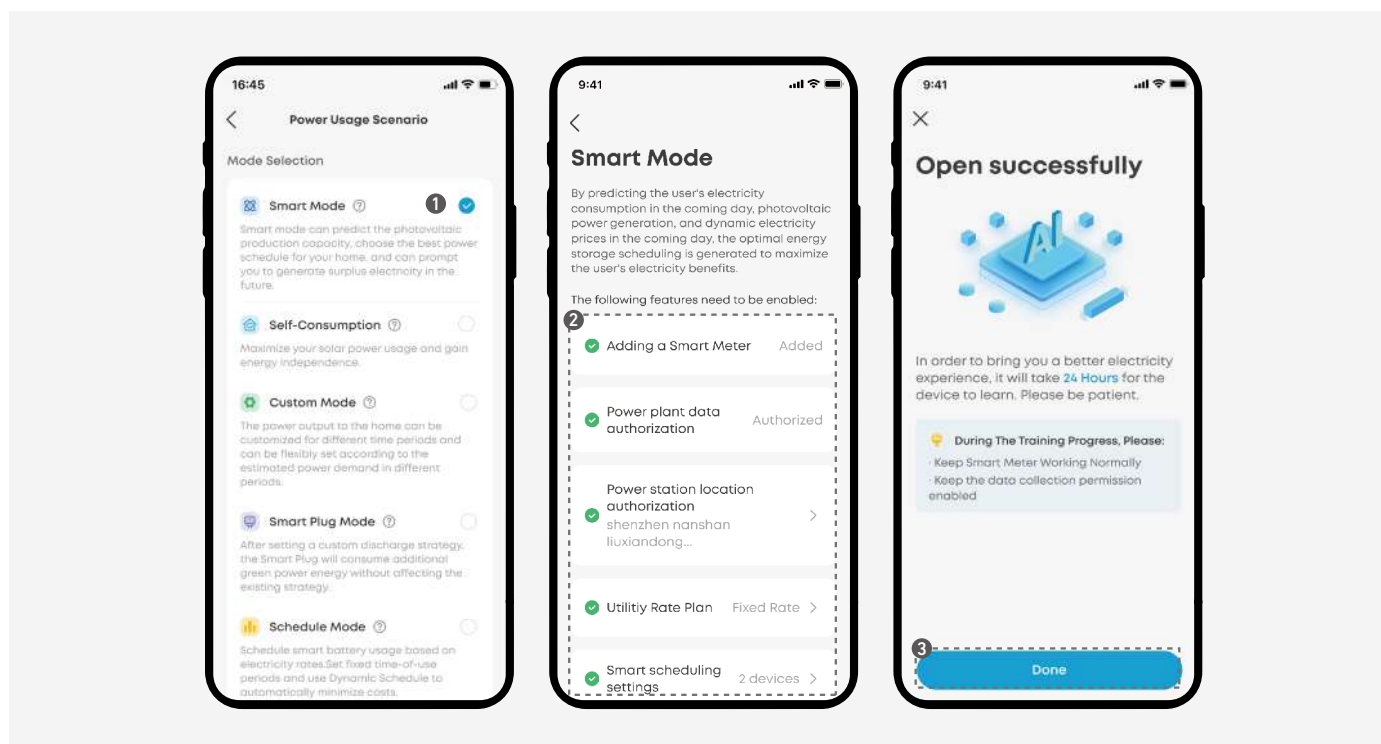 16:45
Power Usage Scenario
Mode Selection
Smart Mode ?
1
Smart mode can predict the photovoltaic
production capacity, choose the best power
schedule for your home, and can prompt
you to generate surplus electricity in the
future.
Self-Consumption ?
Maximize your solar power usage and gain
energy independence.
Custom Mode ?
The power output to the home can be
customized for different time periods and
can be flexibly set according to the
estimated power demand in different
periods.
Smart Plug Mode ?
After setting a custom discharge strategy,
the Smart Plug will consume additional
green power energy without affecting the
existing strategy.
Schedule Mode ?
Schedule smart battery usage based on
electricity rates.Set fixed time-of-use
periods and use Dynamic Schedule to
automatically minimize costs.
9:41
Smart Mode
By predicting the user's electricity
consumption in the coming day, photovoltaic
power generation, and dynamic electricity
prices in the coming day, the optimal energy
storage scheduling is generated to maximize
the user's electricity benefits.
The following features need to be enabled:
2
Adding a Smart Meter Added
Power plant data
authorization Authorized
Power station location
authorization
shenzhen nanshan
liuxiandong...
Utilitiy Rate Plan Fixed Rate
Smart scheduling
settings 2 devices
9:41
Open successfully
AI
In order to bring you a better electricity
experience, it will take 24 Hours for the
device to learn. Please be patient.
During The Training Progress, Please:
· Keep Smart Meter Working Normally
· Keep the data collection permission
enabled
3
Done